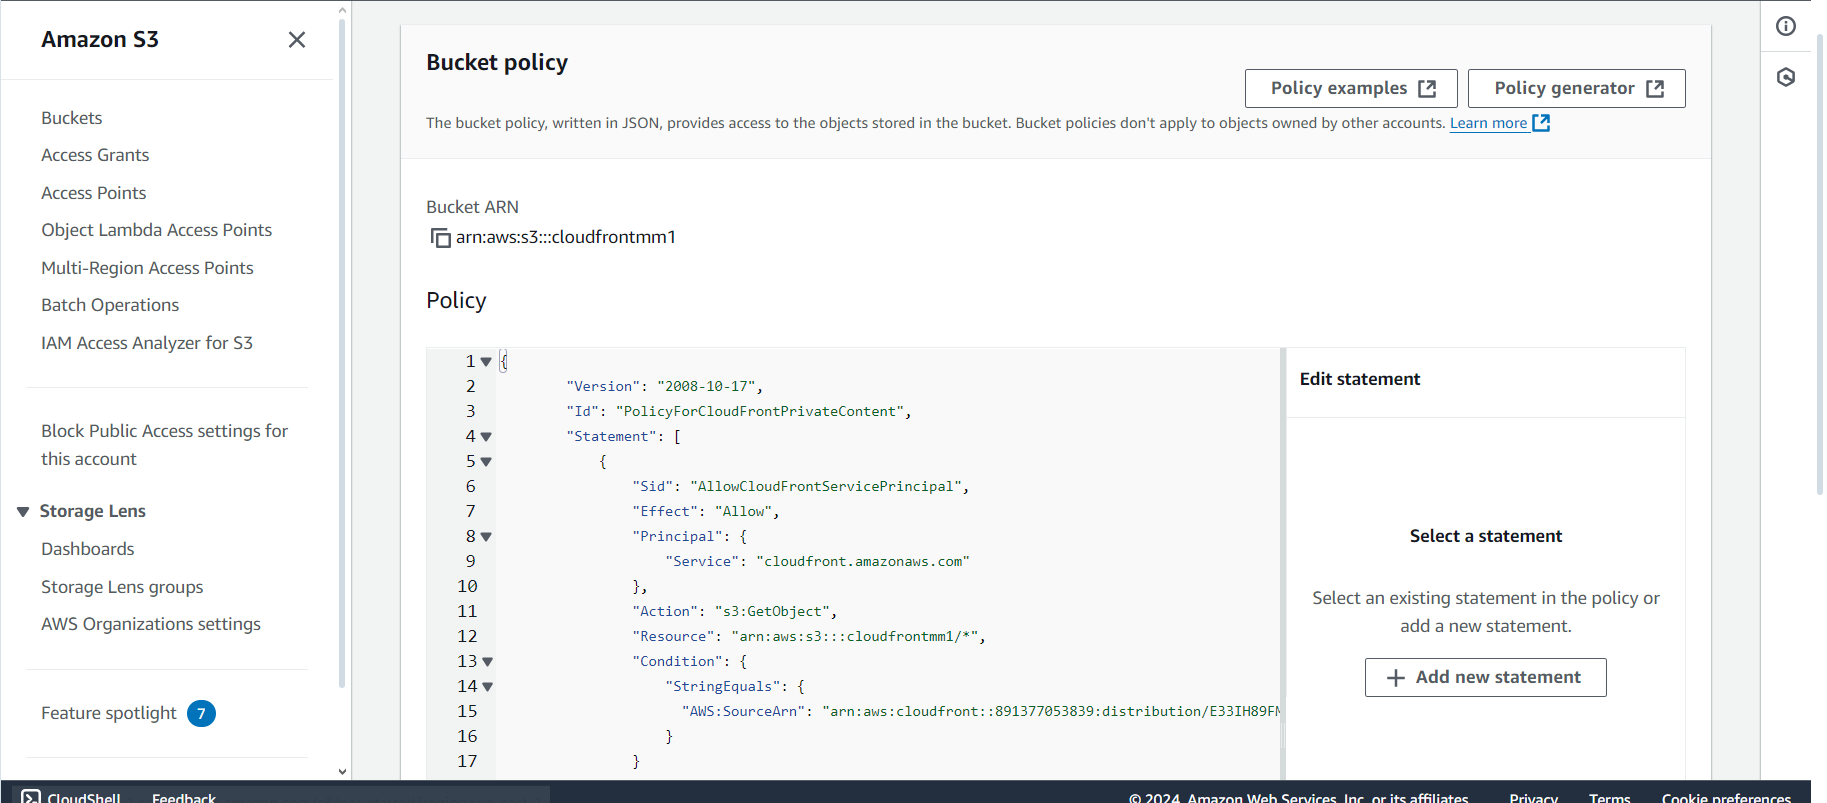 Amazon S3
Buckets
Access Grants
Access Points
Object Lambda Access Points
Multi-Region Access Points
Batch Operations
IAM Access Analyzer for S3
Block Public Access settings for
this account
Storage Lens
Dashboards
Storage Lens groups
AWS Organizations settings
Feature spotlight 7
Bucket policy
Policy examples
Policy generator
The bucket policy, written in JSON, provides access to the objects stored in the bucket. Bucket policies don't apply to objects owned by other accounts. Learn more
Bucket ARN
arn:aws:s3:::cloudfrontmm1
Policy
1 {
2 "Version": "2008-10-17",
3 "Id": "PolicyForCloudFrontPrivateContent",
4 "Statement": [
5 {
6 "Sid": "AllowCloudFrontServicePrincipal",
7 "Effect": "Allow",
8 "Principal": {
9 "Service": "cloudfront.amazonaws.com"
10 },
11 "Action": "s3:GetObject",
12 "Resource": "arn:aws:s3:::cloudfrontmm1/*",
13 "Condition": {
14 "StringEquals": {
15 "AWS:SourceArn": "arn:aws:cloudfront::891377053839:distribution/E33IH89F
16 }
17 }
Edit statement
Select a statement
Select an existing statement in the policy or
add a new statement.
Add new statement
CloudShell Feedback
© 2024, Amazon Web Services, Inc. or its affiliates. Privacy Terms Cookie preferences